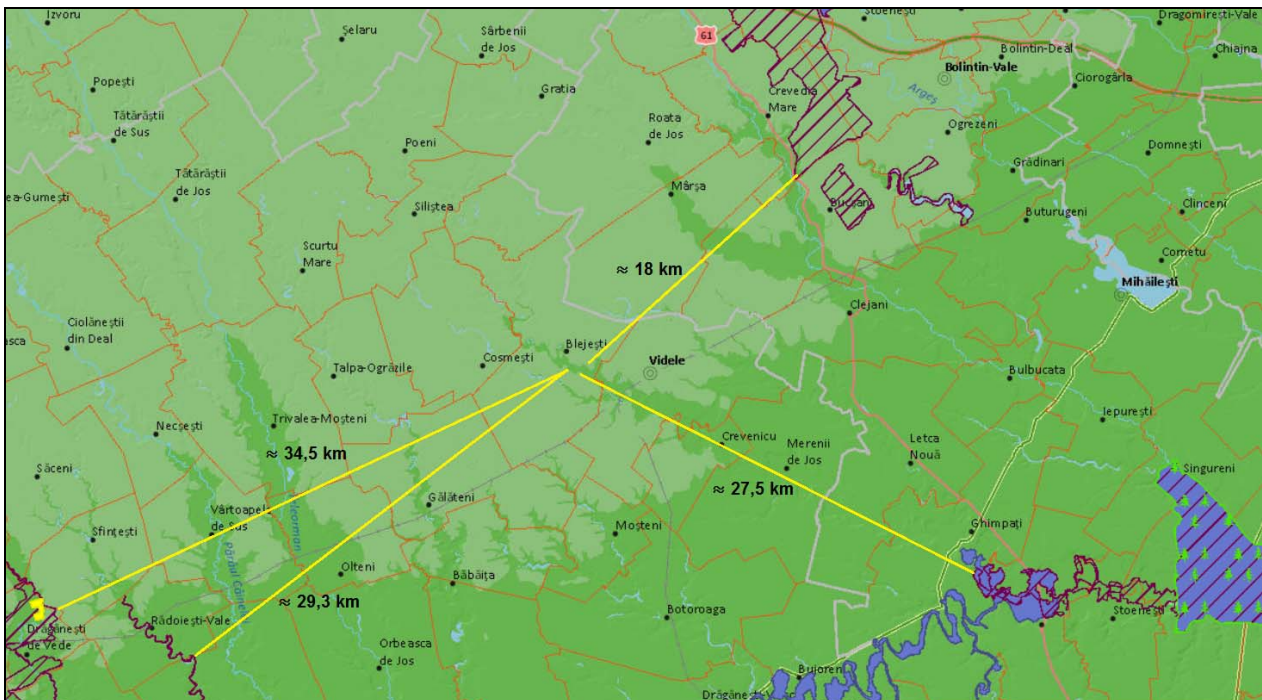 Izvoru
Șelaru
Sârbenii
de Jos
61
Stoenești
Dragomirești-Vale
Bolintin-Deal
Chiajna
Popești
Gratia
Crevedia
Mare
Bolintin-Vale
Ciorogârla
Argeș
Tătărăștii
de Sus
Roata
de Jos
Ogrezeni
Poeni
Domnești
Grădinari
Tătărăștii
de Jos
Mârșa
ea-Gumești
Siliștea
Bucșani
Buturugeni
Clinceni
Scurtu
Mare
≈ 18 km
Cornetu
Mihăilești
Clejani
Ciolăneștii
din Deal
asca
Blejești
Cosmești
Videle
Talpa-Ogrăzile
Bulbucata
Iepurești
Trivalea-Moșteni
Necșești
Crevenicu
Letca
Nouă
≈ 34,5 km
Merenii
de Jos
Săceni
Singureni
≈ 27,5 km
Gălăteni
Vârtoapele
de Sus
Sfințești
Moșteni
Ghimpați
Olteni
Băbăița
≈ 29,3 km
Botoroaga
Stoenești
Rădoiești-Vale
Drăgănești
de Vede
Orbeasca
de Jos
Bujoreni